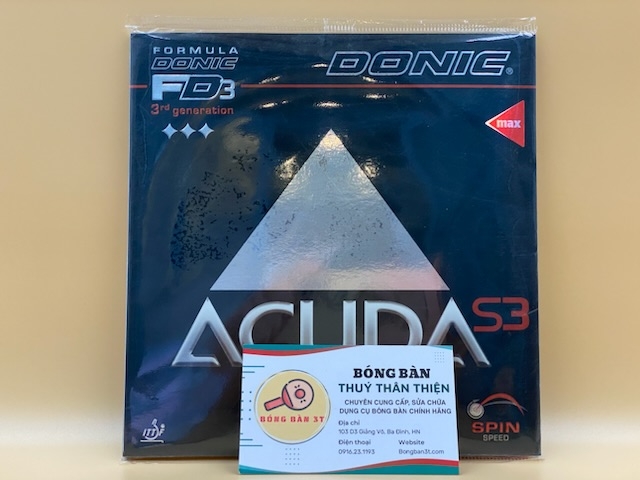 FORMULA
DONIC
FD3
3rd generation
DONIC®
max
ACUDA S3
BÓNG BÀN
THUÝ THÂN THIỆN
CHUYÊN CUNG CẤP, SỬA CHỮA
DỤNG CỤ BÓNG BÀN CHÍNH HÃNG
BÓNG BÀN 3T
Địa chỉ
103 D3 Giảng Võ, Ba Đình, HN
Điện thoại Website
0916.23.1193 Bongban3t.com
ITTF
SPIN
SPEED